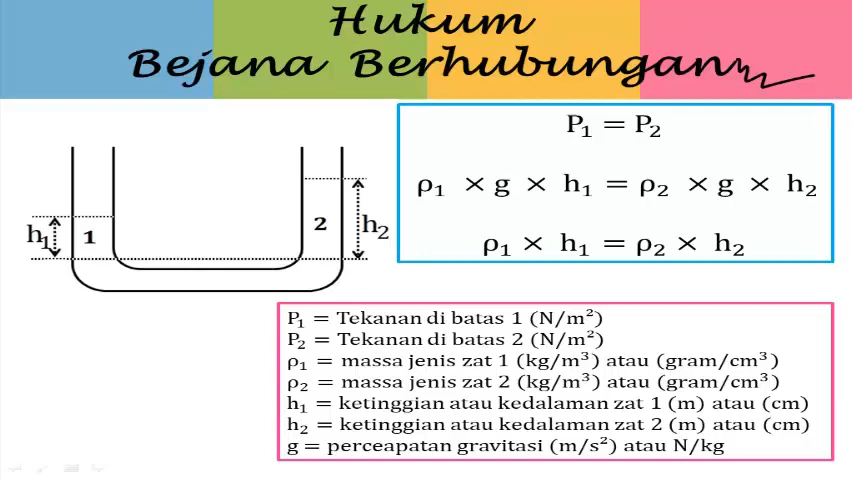 Hukum
Bejana Berhubungan
P₁ = P₂
ρ₁ × g × h₁ = ρ₂ × g × h₂
ρ₁ × h₁ = ρ₂ × h₂
h₁
1
2
h₂
P₁ = Tekanan di batas 1 (N/m²)
P₂ = Tekanan di batas 2 (N/m²)
ρ₁ = massa jenis zat 1 (kg/m³) atau (gram/cm³)
ρ₂ = massa jenis zat 2 (kg/m³) atau (gram/cm³)
h₁ = ketinggian atau kedalaman zat 1 (m) atau (cm)
h₂ = ketinggian atau kedalaman zat 2 (m) atau (cm)
g = perceapatan gravitasi (m/s²) atau N/kg